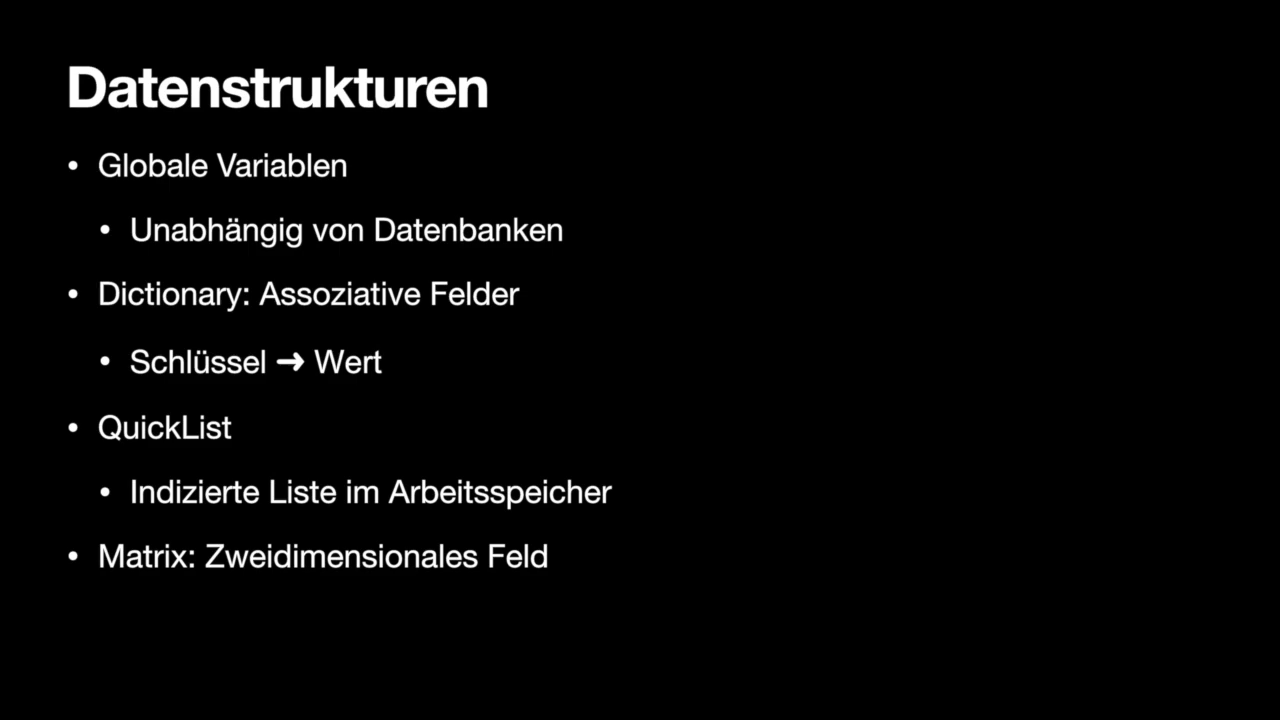 Datenstrukturen
• Globale Variablen
• Unabhängig von Datenbanken
• Dictionary: Assoziative Felder
• Schlüssel ➜ Wert
• QuickList
• Indizierte Liste im Arbeitsspeicher
• Matrix: Zweidimensionales Feld